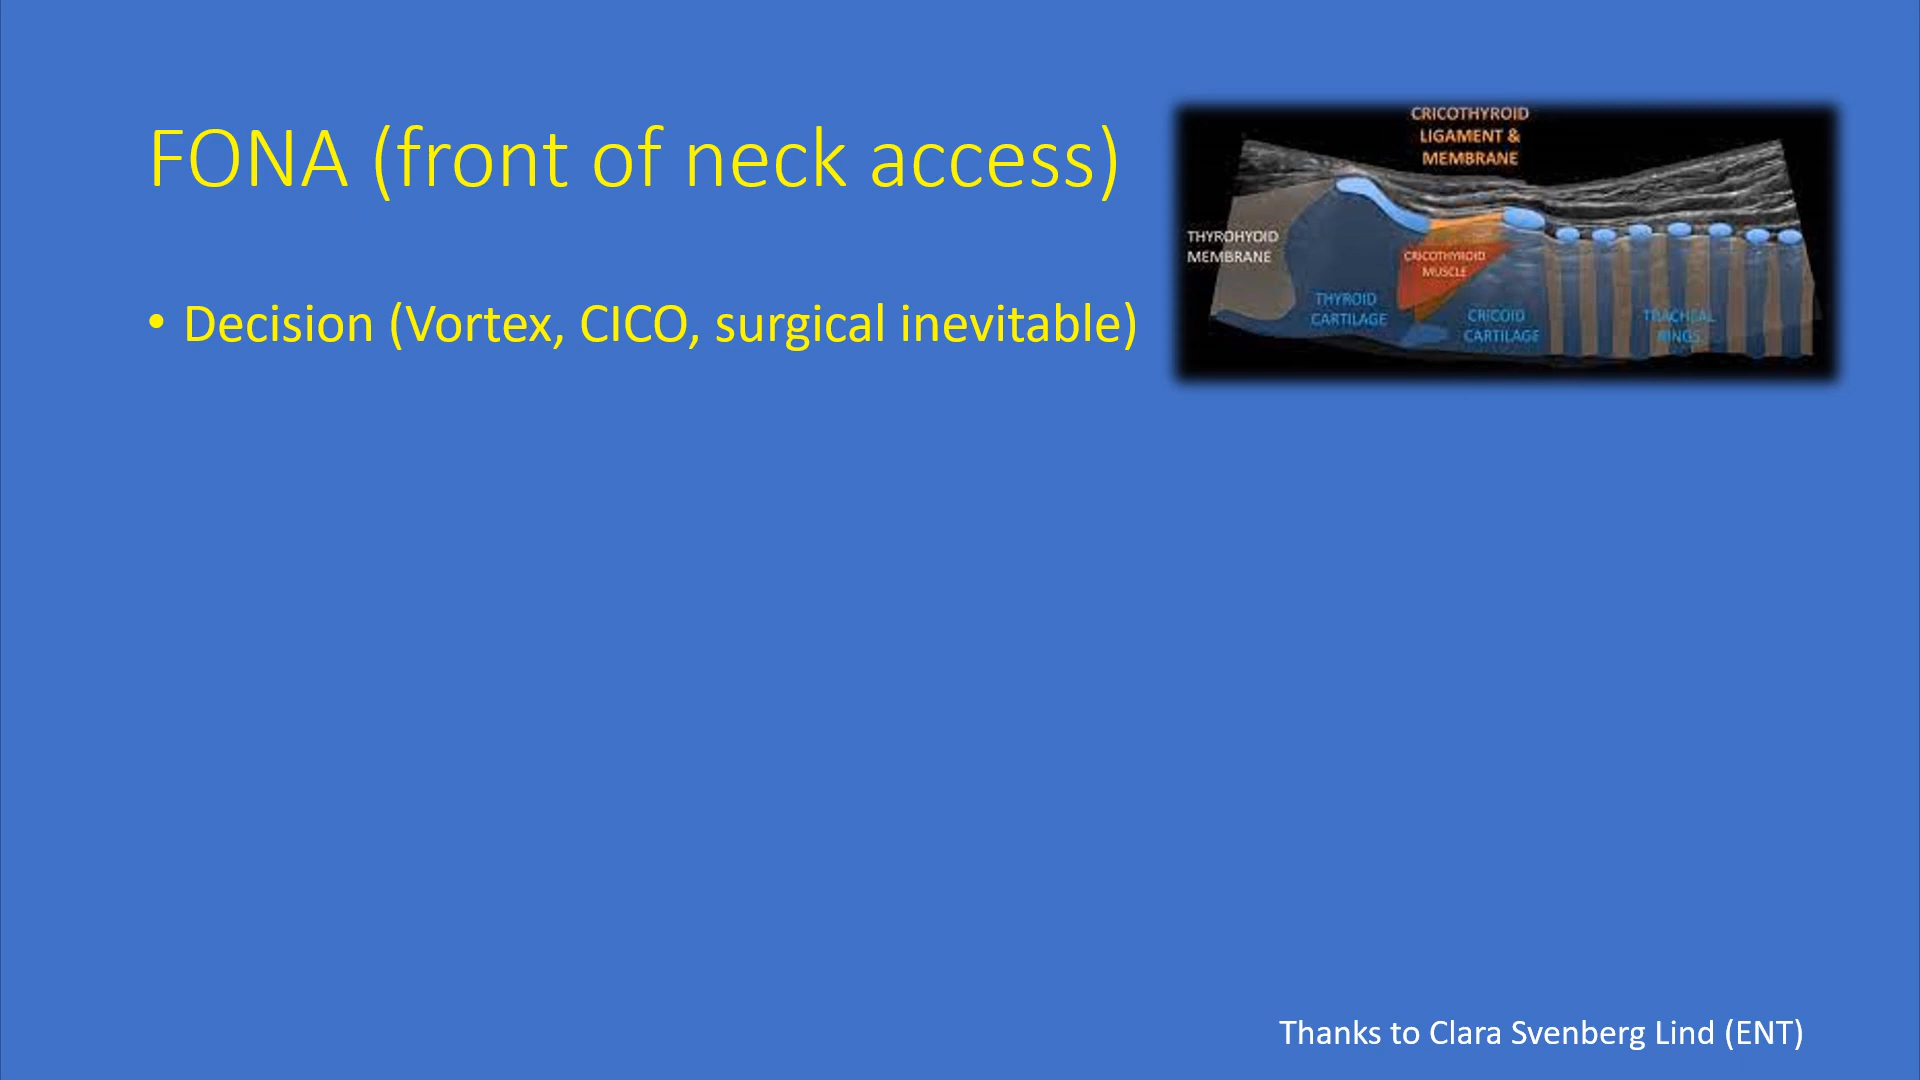 FONA (front of neck access)
• Decision (Vortex, CICO, surgical inevitable)
CRICOTHYROID
LIGAMENT &
MEMBRANE
THYROHYOID
MEMBRANE
CRICOTHYROID
MUSCLE
THYROID
CARTILAGE
CRICOID
CARTILAGE
TRACHEAL
RINGS
Thanks to Clara Svenberg Lind (ENT)